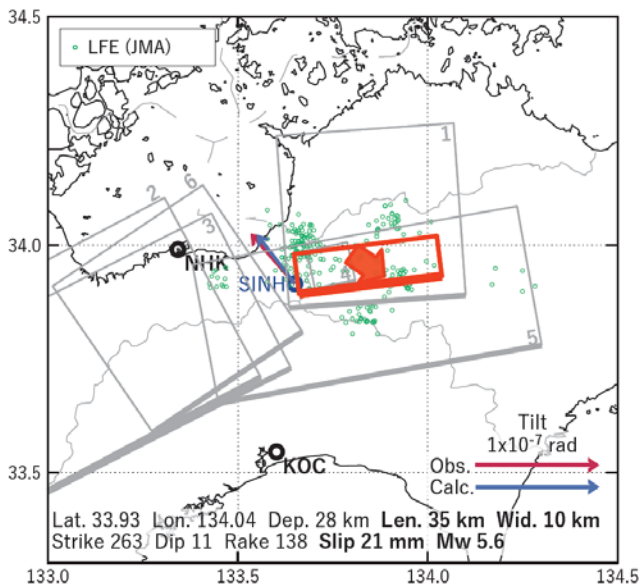 34.5
LFE (JMA)
1
2
6
3
34.0
NHK
SINH
4
5
33.5
KOC
Tilt
1x10⁻⁷ rad
Obs.
Calc.
Lat. 33.93 Lon. 134.04 Dep. 28 km Len. 35 km Wid. 10 km
Strike 263 Dip 11 Rake 138 Slip 21 mm Mw 5.6
133.0 133.5 134.0 134.5